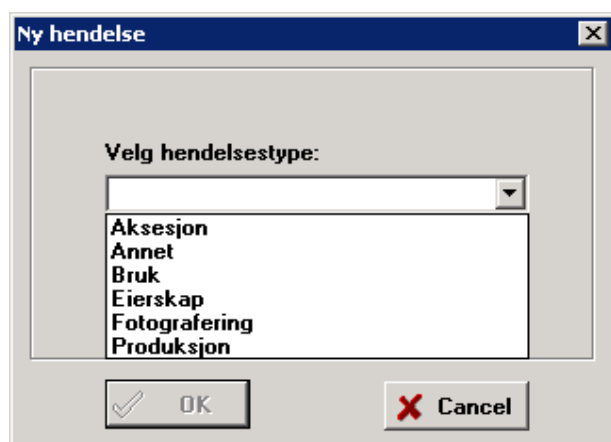 Ny hendelse
Velg hendelsestype:
Aksesjon
Annet
Bruk
Eierskap
Fotografering
Produksjon
OK
Cancel